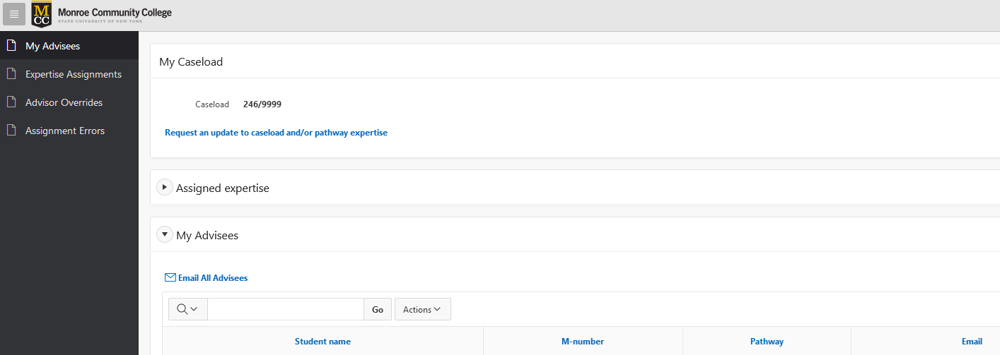 MCC
Monroe Community College
STATE UNIVERSITY OF NEW YORK
My Advisees
Expertise Assignments
Advisor Overrides
Assignment Errors
My Caseload
Caseload 246/9999
Request an update to caseload and/or pathway expertise
Assigned expertise
My Advisees
Email All Advisees
Go Actions
Student name M-number Pathway Email